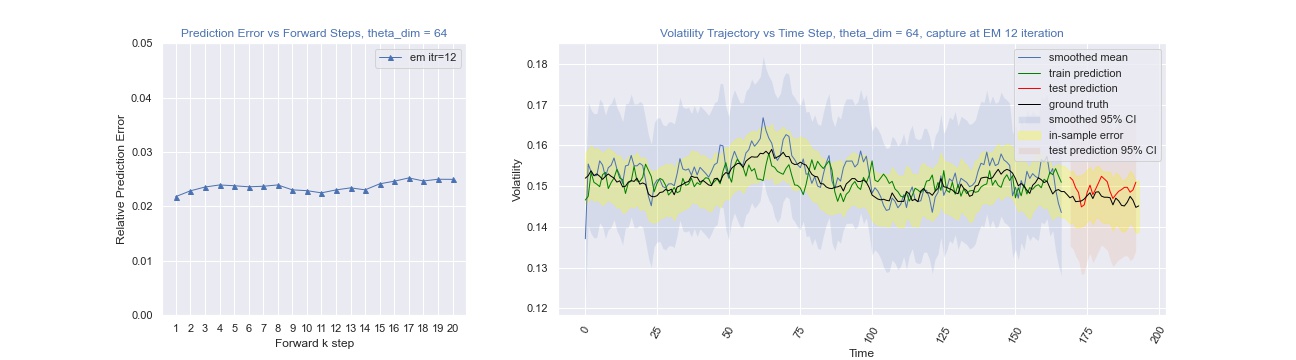 Prediction Error vs Forward Steps, theta_dim = 64
0.05
0.04
0.03
0.02
0.01
0.00
Relative Prediction Error
em itr=12
1 2 3 4 5 6 7 8 9 10 11 12 13 14 15 16 17 18 19 20
Forward k step
Volatility Trajectory vs Time Step, theta_dim = 64, capture at EM 12 iteration
0.18
0.17
0.16
0.15
0.14
0.13
0.12
Volatility
smoothed mean
train prediction
test prediction
ground truth
smoothed 95% CI
in-sample error
test prediction 95% CI
0 25 50 75 100 125 150 175 200
Time